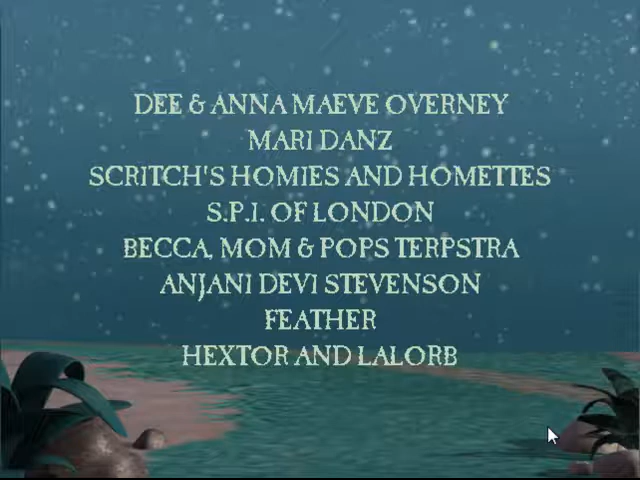 DEE & ANNA MAEVE OVERNEY
MARI DANZ
SCRITCH'S HOMIES AND HOMETTES
S.P.I. OF LONDON
BECCA, MOM & POPS TERPSTRA
ANJANI DEVI STEVENSON
FEATHER
HEXTOR AND LALORB